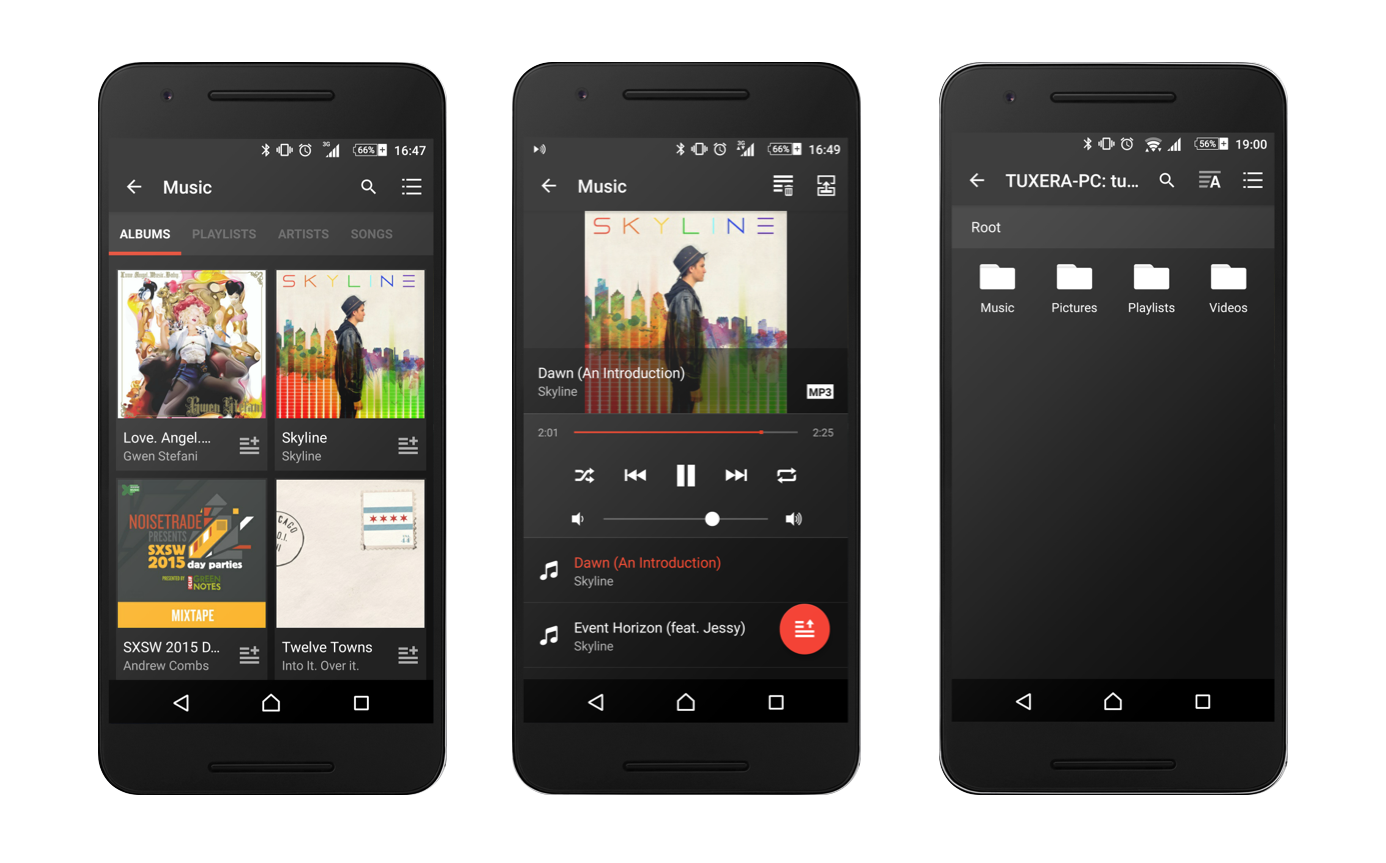 3G
66%
16:47
Music
ALBUMS
PLAYLISTS
ARTISTS
SONGS
Love Angel Music Baby
Gwen Stefani
SKYLINE
Love. Angel....
Gwen Stefani
Skyline
Skyline
NOISETRADE
PRESENTS
SXSW
2015 day parties
PRESENTED BY
GREEN
NOTES
MIXTAPE
CAGO
SXSW 2015 D...
Andrew Combs
Twelve Towns
Into It. Over it.
3G
66%
16:49
Music
SKYLINE
Dawn (An Introduction)
Skyline
MP3
2:01
2:25
Dawn (An Introduction)
Skyline
Event Horizon (feat. Jessy)
Skyline
56%
19:00
TUXERA-PC: tu...
A
Root
Music
Pictures
Playlists
Videos